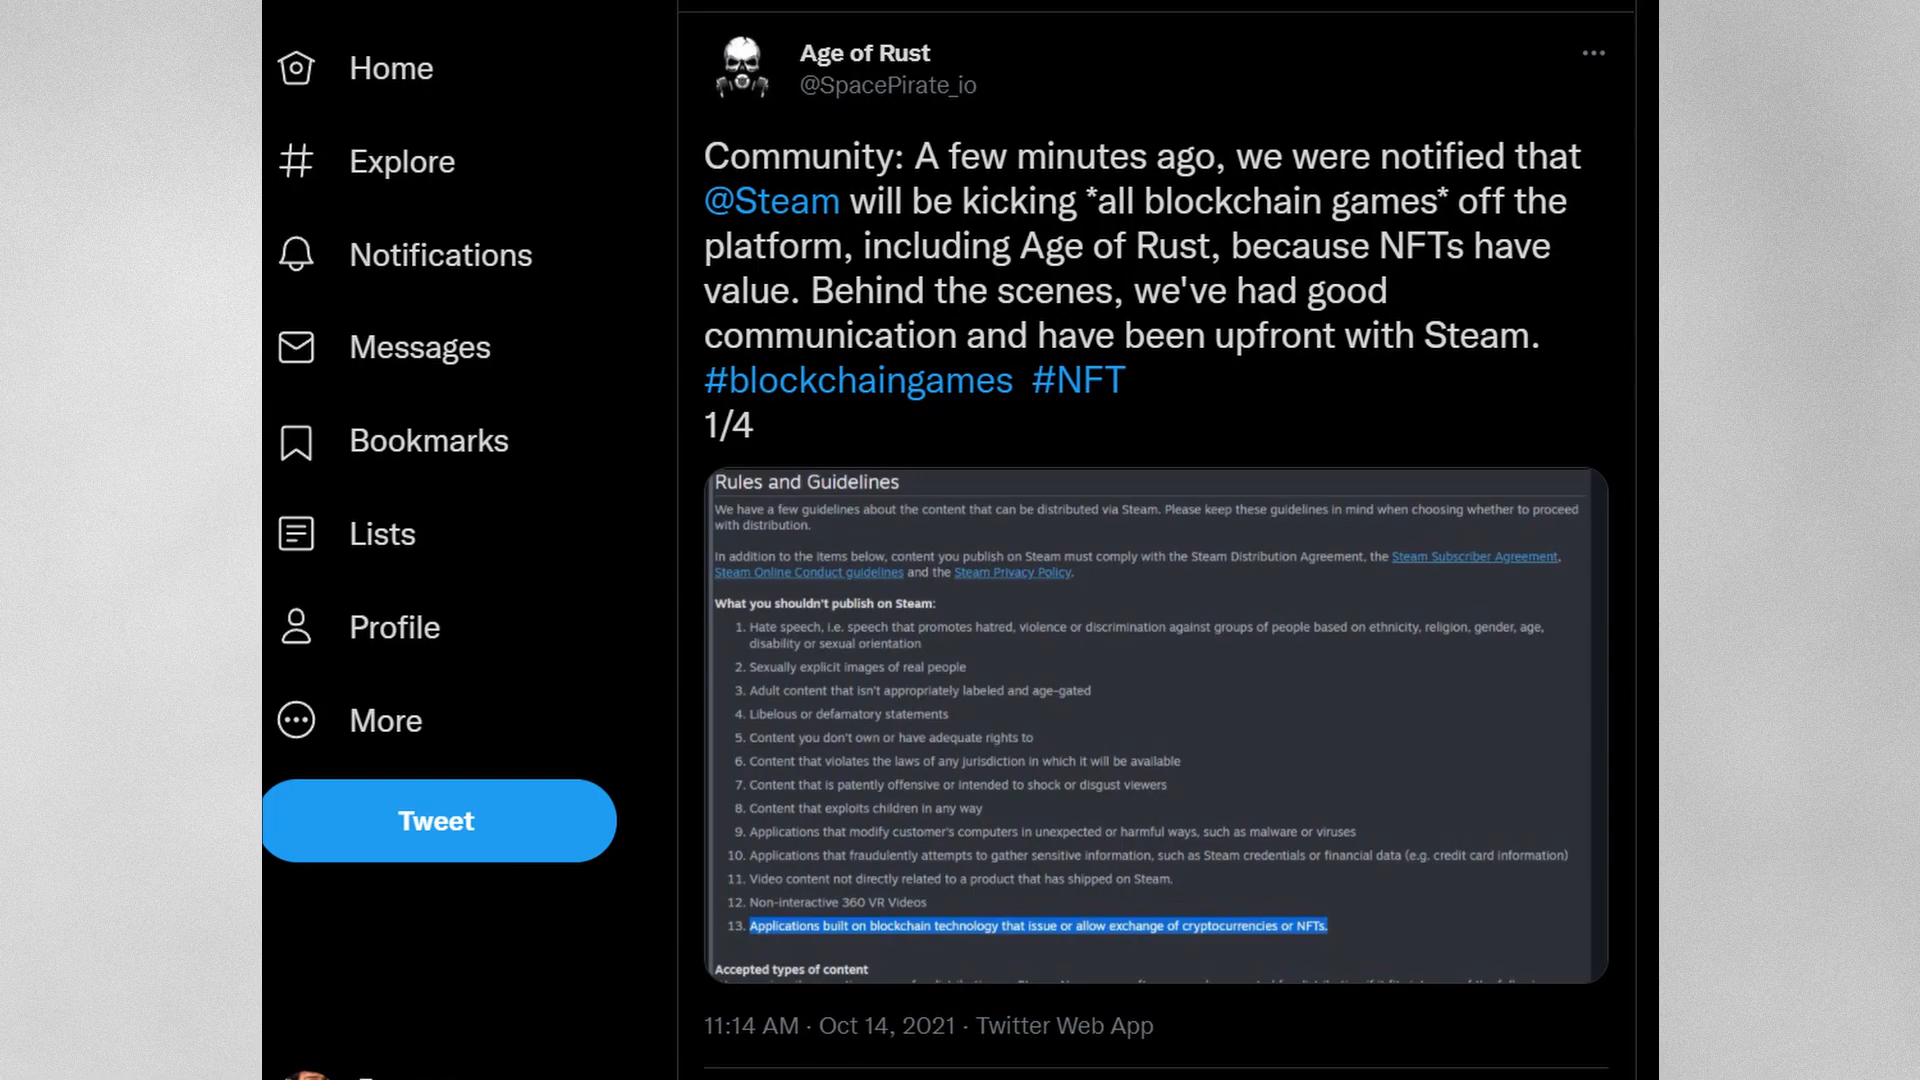 Home
Explore
Notifications
Messages
Bookmarks
Lists
Profile
More
Tweet
Age of Rust
@SpacePirate_io
Community: A few minutes ago, we were notified that
@Steam will be kicking *all blockchain games* off the
platform, including Age of Rust, because NFTs have
value. Behind the scenes, we've had good
communication and have been upfront with Steam.
#blockchaingames #NFT
1/4
Rules and Guidelines
We have a few guidelines about the content that can be distributed via Steam. Please keep these guidelines in mind when choosing whether to proceed
with distribution.
In addition to the items below, content you publish on Steam must comply with the Steam Distribution Agreement, the Steam Subscriber Agreement,
Steam Online Conduct guidelines and the Steam Privacy Policy.
What you shouldn't publish on Steam:
1. Hate speech, i.e. speech that promotes hatred, violence or discrimination against groups of people based on ethnicity, religion, gender, age,
disability or sexual orientation
2. Sexually explicit images of real people
3. Adult content that isn't appropriately labeled and age-gated
4. Libelous or defamatory statements
5. Content you don't own or have adequate rights to
6. Content that violates the laws of any jurisdiction in which it will be available
7. Content that is patently offensive or intended to shock or disgust viewers
8. Content that exploits children in any way
9. Applications that modify customer's computers in unexpected or harmful ways, such as malware or viruses
10. Applications that fraudulently attempts to gather sensitive information, such as Steam credentials or financial data (e.g. credit card information)
11. Video content not directly related to a product that has shipped on Steam.
12. Non-interactive 360 VR Videos
13. Applications built on blockchain technology that issue or allow exchange of cryptocurrencies or NFTs.
Accepted types of content
11:14 AM · Oct 14, 2021 · Twitter Web App